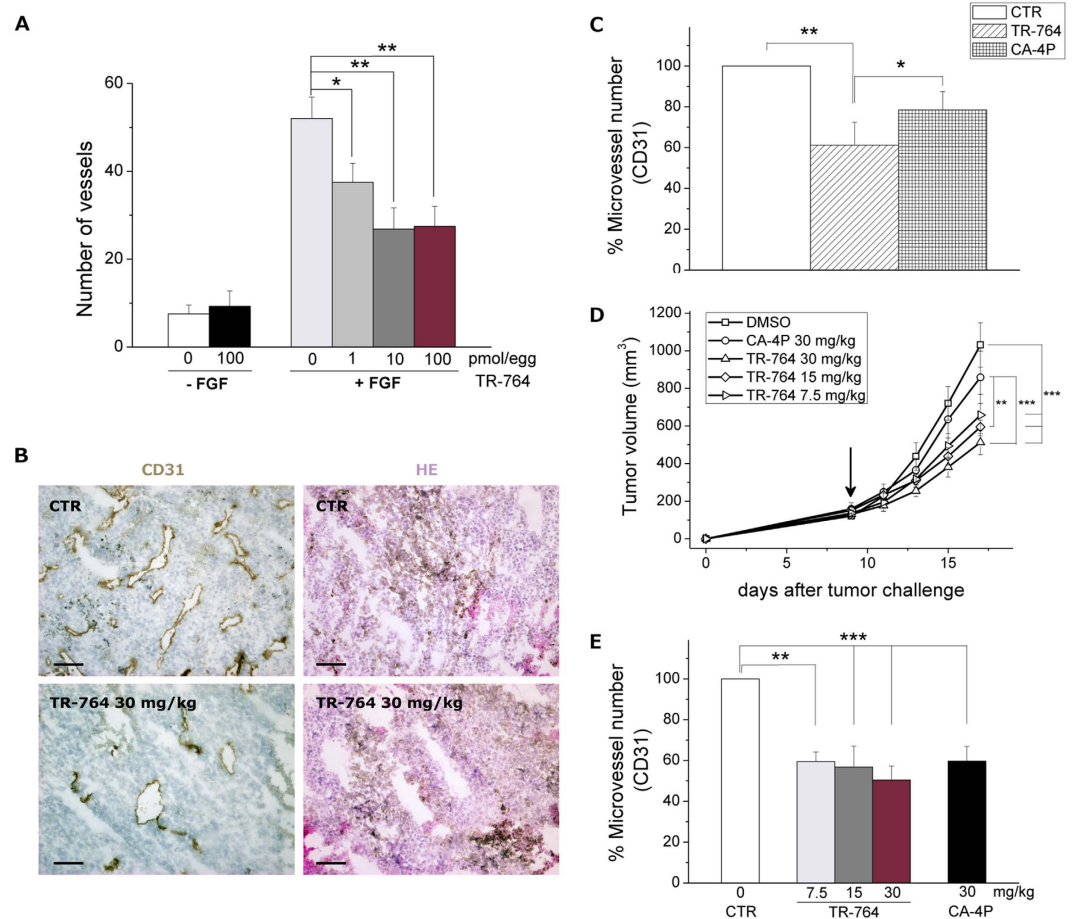 A
** 
**
*
60
40
20
0
Number of vessels
0 100 0 1 10 100 pmol/egg
- FGF + FGF TR-764
B
CD31 HE
CTR CTR
TR-764 30 mg/kg TR-764 30 mg/kg
C
CTR
TR-764
CA-4P
**
*
100
80
60
40
20
0
% Microvessel number
(CD31)
D
DMSO
CA-4P 30 mg/kg
TR-764 30 mg/kg
TR-764 15 mg/kg
TR-764 7.5 mg/kg
1200
1000
800
600
400
200
0
Tumor volume (mm³)
** *** ***
0 5 10 15
days after tumor challenge
E
***
**
100
80
60
40
20
0
% Microvessel number
(CD31)
0 7.5 15 30 30 mg/kg
CTR TR-764 CA-4P